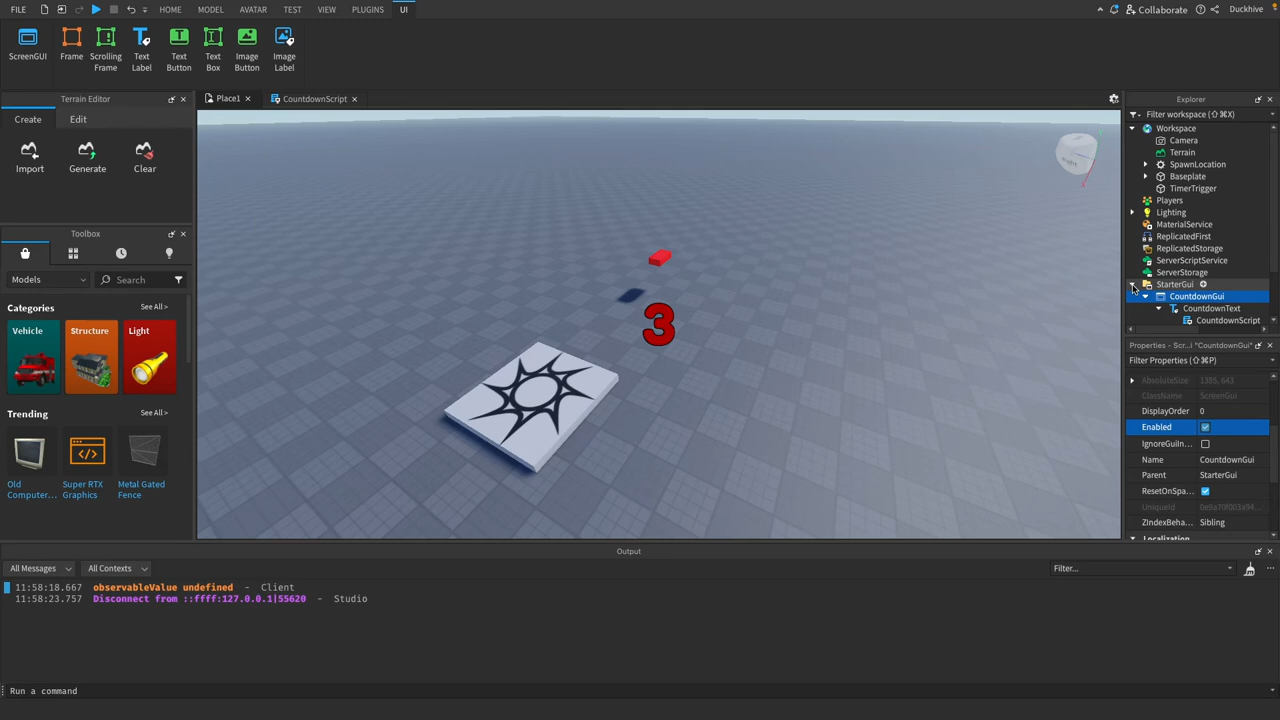 FILE HOME MODEL AVATAR TEST VIEW PLUGINS UI Collaborate Duckhive
ScreenGUI Frame Scrolling Frame Text Label Text Button Text Box Image Button Image Label
Terrain Editor
Create Edit
Import Generate Clear
Toolbox
Models Search
Categories See All >
Vehicle Structure Light
Trending See All >
Old Computer... Super RTX Graphics Metal Gated Fence
Place1 CountdownScript
Right
3
Explorer
Filter workspace (⇧⌘X)
Workspace
Camera
Terrain
SpawnLocation
Baseplate
TimerTrigger
Players
Lighting
MaterialService
ReplicatedFirst
ReplicatedStorage
ServerScriptService
ServerStorage
StarterGui
CountdownGui
CountdownText
CountdownScript
Properties - Scr...i "CountdownGui"
Filter Properties (⇧⌘P)
AbsoluteSize 1385, 643
ClassName ScreenGui
DisplayOrder 0
Enabled
IgnoreGuiIn...
Name CountdownGui
Parent StarterGui
ResetOnSpa...
UniqueId 0e9a70f003x94...
ZIndexBeha... Sibling
Localization
Output
All Messages All Contexts Filter...
11:58:18.667 observableValue undefined - Client
11:58:23.757 Disconnect from ::ffff:127.0.0.1|55620 - Studio
Run a command